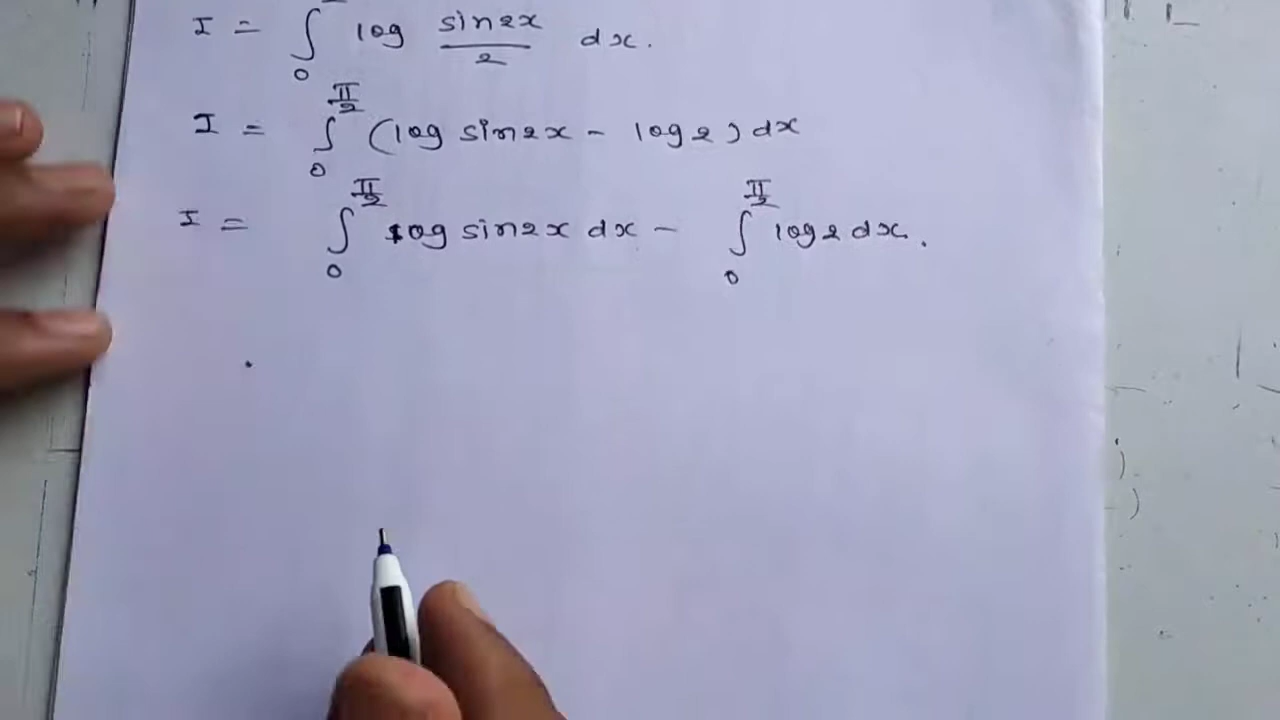 I = ∫₀^{π/2} log sin2x/2 dx.
I = ∫₀^{π/2} (log sin2x - log2) dx
I = ∫₀^{π/2} log sin2x dx - ∫₀^{π/2} log2 dx.